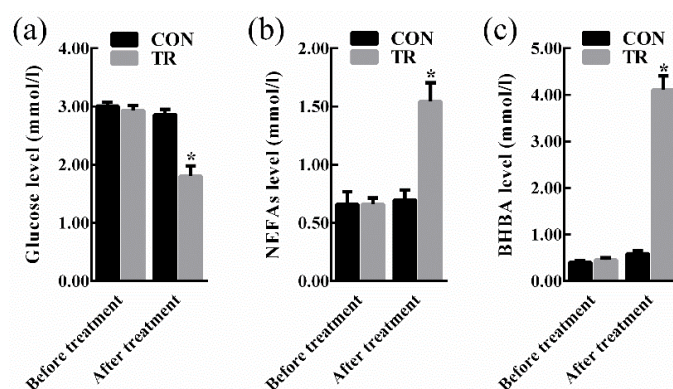 (a)
CON
TR
Glucose level (mmol/l)
4.00
3.00
2.00
1.00
0.00
*
Before treatment
After treatment
(b)
CON
TR
NEFAs level (mmol/l)
2.00
1.50
1.00
0.50
0.00
*
Before treatment
After treatment
(c)
CON
TR
BHBA level (mmol/l)
5.00
4.00
3.00
2.00
1.00
0.00
*
Before treatment
After treatment